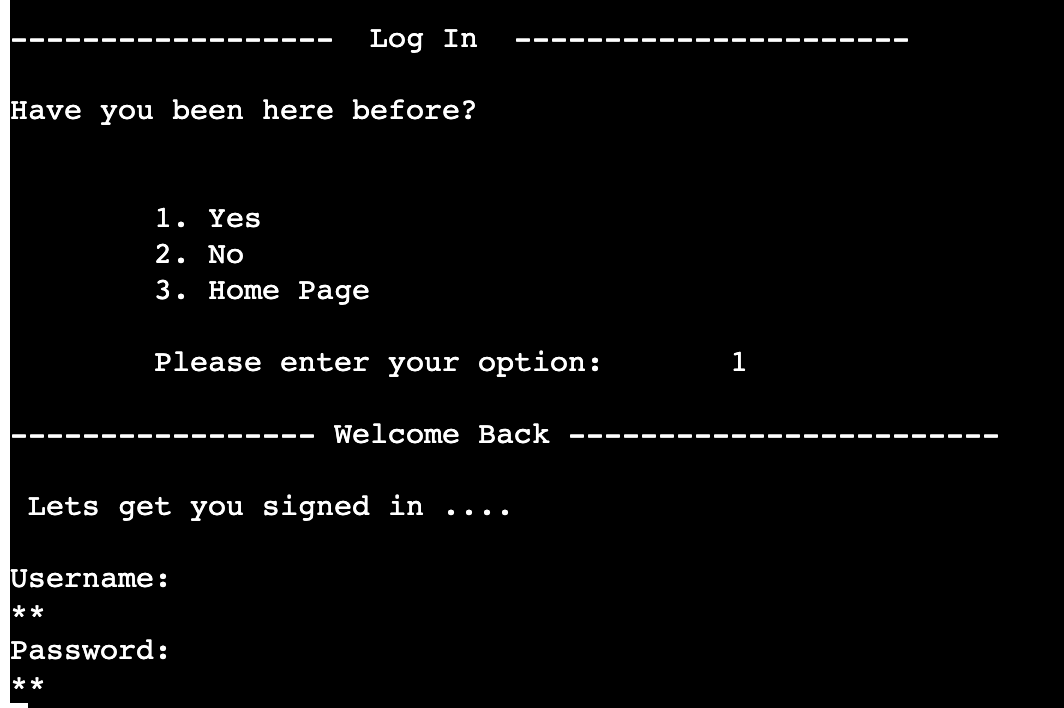 ------------------  Log In  ----------------------
Have you been here before?
1. Yes
2. No
3. Home Page
Please enter your option:       1
----------------- Welcome Back ------------------------
Lets get you signed in ....
Username:
**
Password:
**